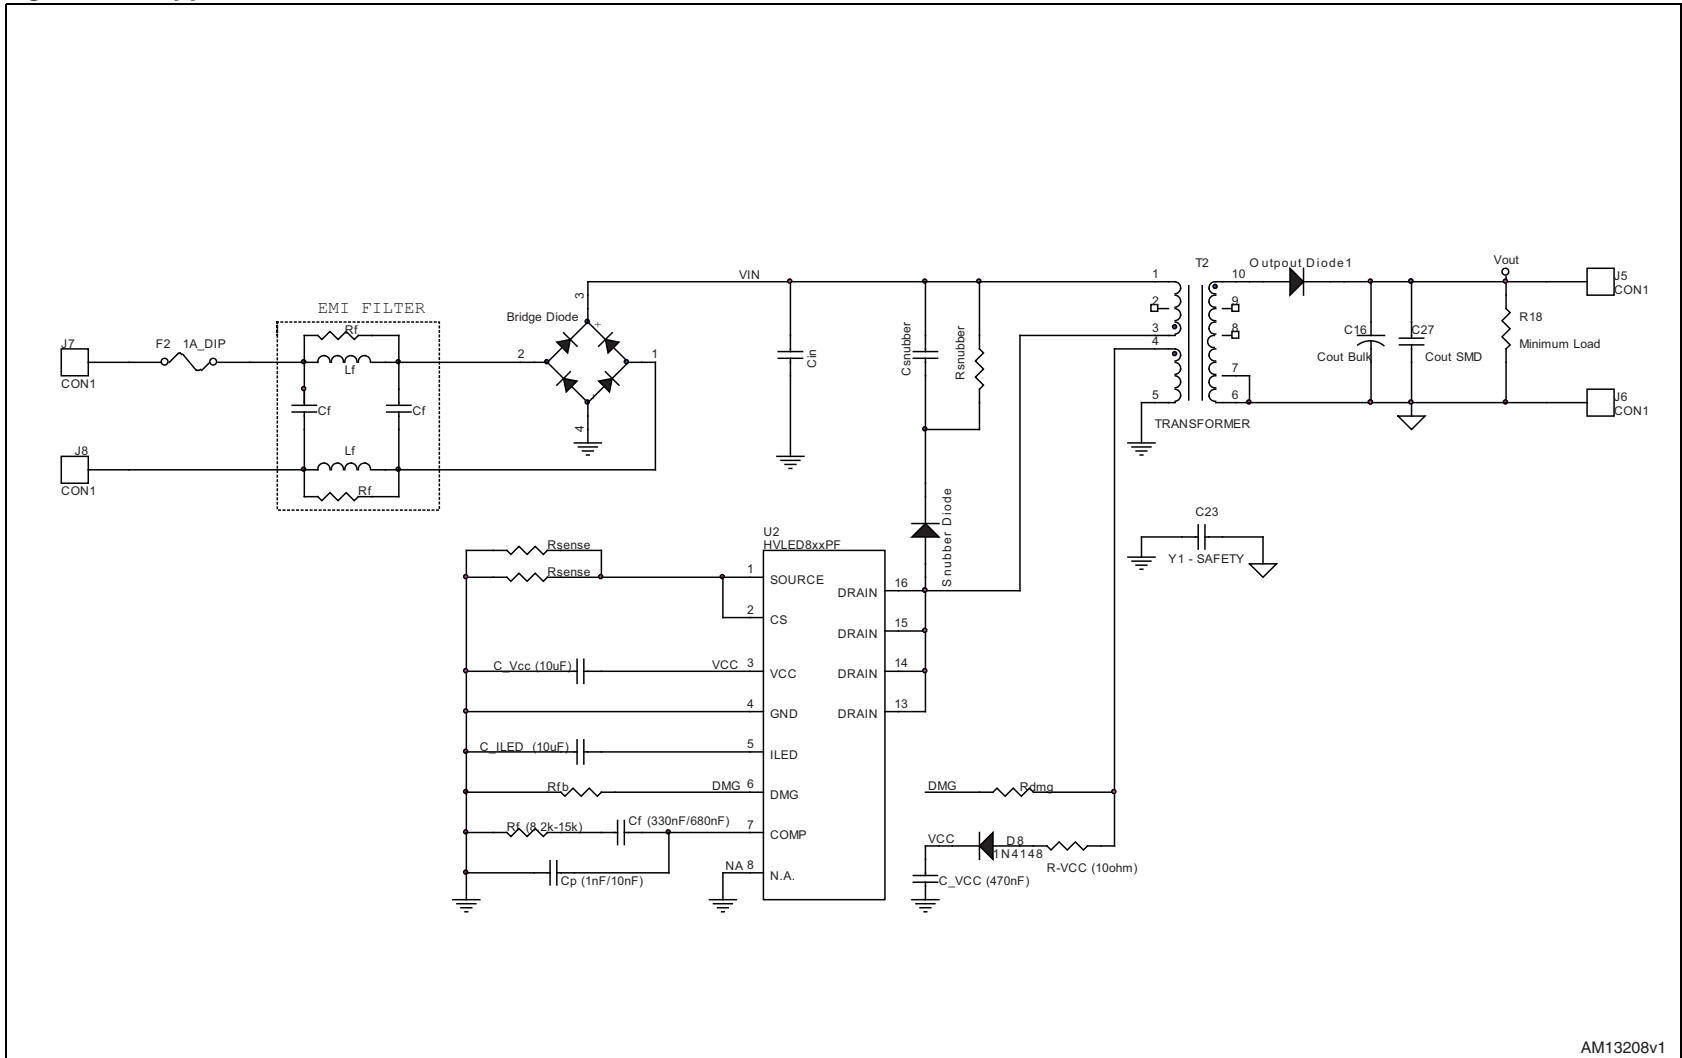 VIN
T2
1
10
Outpout Diode1
Vout
J5
CON1
EMI FILTER
3
Bridge Diode
+
2
9
3
8
4
C16
C27
R18
Cout Bulk
Cout SMD
Minimum Load
J7
CON1
F2
1A_DIP
Rf
Lf
Cf
Cf
2
1
Cin
Csnubber
Rsnubber
7
5
6
J6
CON1
TRANSFORMER
4
J8
CON1
Lf
Rf
Snubber Diode
C23
Y1 - SAFETY
U2
HVLED8xxPF
Rsense
Rsense
1
SOURCE
16
DRAIN
2
CS
15
DRAIN
C_Vcc (10uF)
VCC 3
VCC
14
DRAIN
4
GND
13
DRAIN
C_ILED (10uF)
5
ILED
Rfb
DMG 6
DMG
DMG
Rdmg
Rf (8.2k-15k)
Cf (330nF/680nF)
7
COMP
VCC
D8
1N4148
R-VCC (10ohm)
Cp (1nF/10nF)
NA 8
N.A.
C_VCC (470nF)
AM13208v1